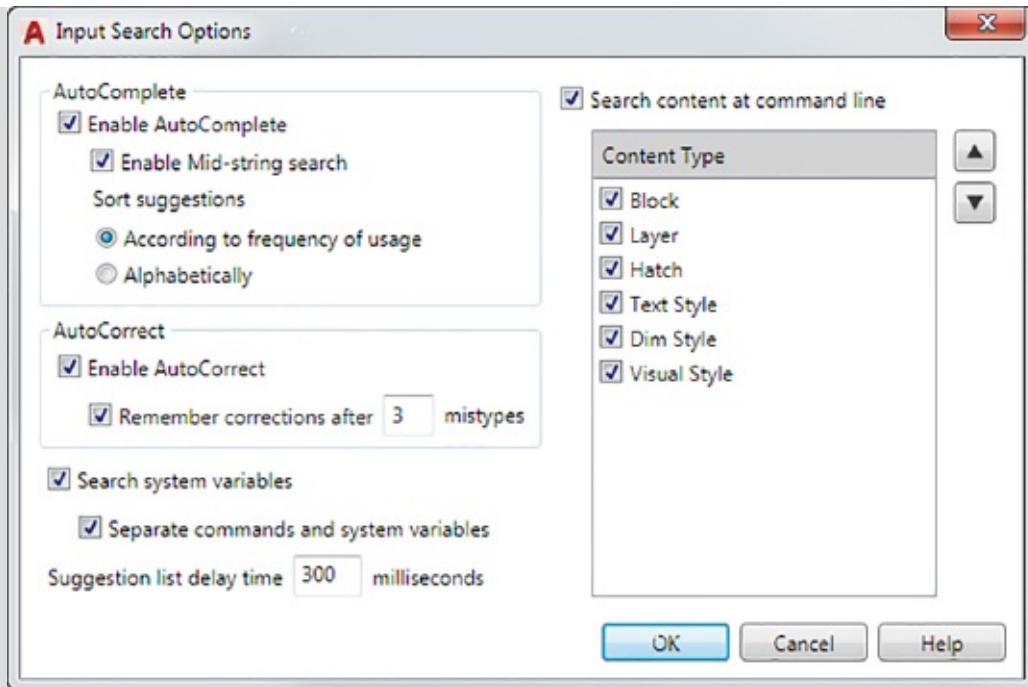 Input Search Options
AutoComplete
Enable AutoComplete
Enable Mid-string search
Sort suggestions
According to frequency of usage
Alphabetically
AutoCorrect
Enable AutoCorrect
Remember corrections after 3 mistypes
Search system variables
Separate commands and system variables
Suggestion list delay time 300 milliseconds
Search content at command line
Content Type
Block
Layer
Hatch
Text Style
Dim Style
Visual Style
OK Cancel Help